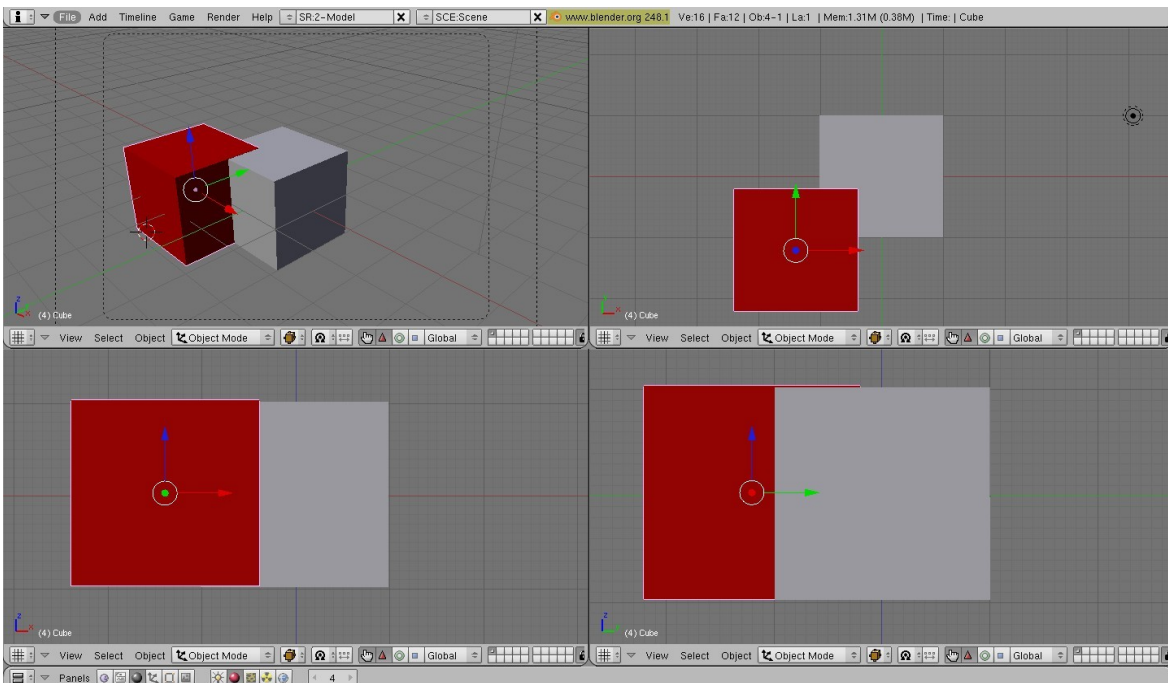 File Add Timeline Game Render Help SR:2-Model X SCE:Scene X www.blender.org 248.1 Ve:16 | Fa:12 | Ob:4-1 | La:1 | Mem:1.31M (0.38M) | Time: | Cube
z
x
(4) Cube
y
x
(4) Cube
View Select Object Object Mode Global
View Select Object Object Mode Global
z
x
(4) Cube
z
y
(4) Cube
View Select Object Object Mode Global
View Select Object Object Mode Global
Panels 4